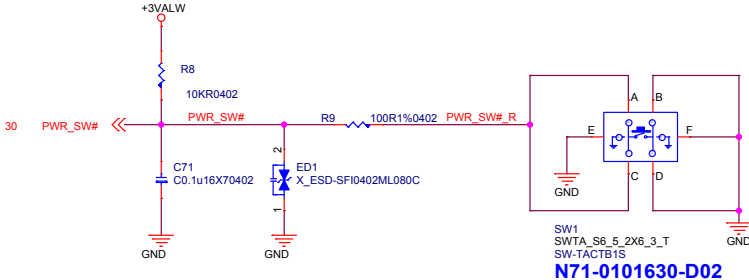 +3VALW
R8
10KR0402
30 PWR_SW#
PWR_SW#
R9
100R1%0402
PWR_SW#_R
A
B
E
F
C
D
C71
C0.1u16X70402
2
1
ED1
X_ESD-SFI0402ML080C
GND
GND
GND
GND
SW1
SWTA_S6_5_2X6_3_T
SW-TACTB1S
N71-0101630-D02